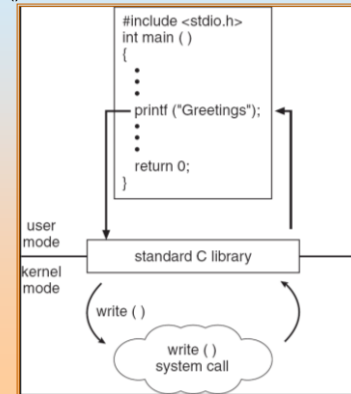 #include <stdio.h>
int main ( )
{
•
•
•
printf ("Greetings");
•
•
•
return 0;
}
user
mode
standard C library
kernel
mode
write ( )
write ( )
system call